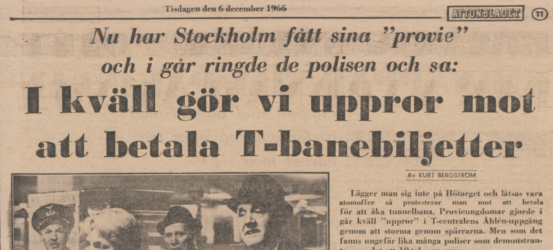 Tisdagen den 6 december 1966
AFTONBLADET
11
Nu har Stockholm fått sina "provie"
och i går ringde de polisen och sa:
I kväll gör vi uppror mot
att betala T-banebiljetter
Av KURT BERGSTRÖM
Lägger man sig inte på Hötorget och låtsas vara
atomoffer så protesterar man mot att betala
för att åka tunnelbana. Provieungdomar gjorde i
går kväll "uppror" i T-centralens Åhlén-uppgång
av att storma genom spärrarna. Men som det
fanns ungefär lika många poliser som demonstran-